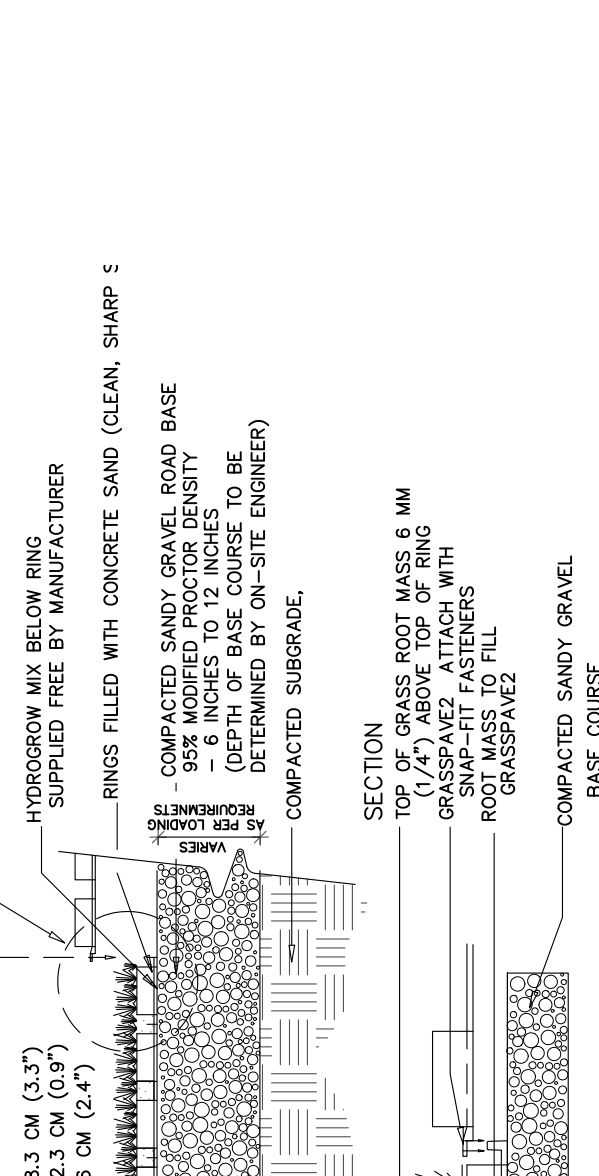 HYDROGROW MIX BELOW RING
SUPPLIED FREE BY MANUFACTURER
RINGS FILLED WITH CONCRETE SAND (CLEAN, SHARP S
COMPACTED SANDY GRAVEL ROAD BASE
95% MODIFIED PROCTOR DENSITY
– 6 INCHES TO 12 INCHES
(DEPTH OF BASE COURSE TO BE
DETERMINED BY ON–SITE ENGINEER)
COMPACTED SUBGRADE,
VARIES
AS PER LOADING
REQUIREMNETS
8.3 CM (3.3")
2.3 CM (0.9")
6 CM (2.4")
SECTION
TOP OF GRASS ROOT MASS 6 MM
(1/4") ABOVE TOP OF RING
GRASSPAVE2 ATTACH WITH
SNAP–FIT FASTENERS
ROOT MASS TO FILL
GRASSPAVE2
COMPACTED SANDY GRAVEL
BASE COURSE